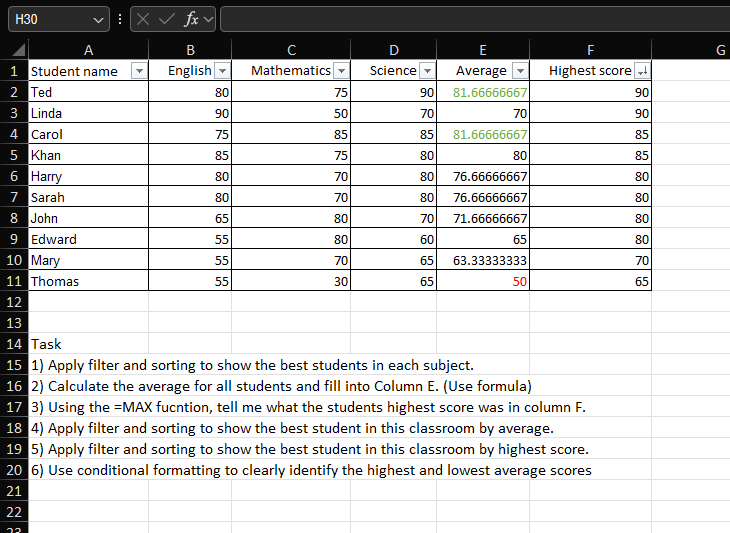 H30 fx
A B C D E F G
1 Student name English Mathematics Science Average Highest score
2 Ted 80 75 90 81.66666667 90
3 Linda 90 50 70 70 90
4 Carol 75 85 85 81.66666667 85
5 Khan 85 75 80 80 85
6 Harry 80 70 80 76.66666667 80
7 Sarah 80 70 80 76.66666667 80
8 John 65 80 70 71.66666667 80
9 Edward 55 80 60 65 80
10 Mary 55 70 65 63.33333333 70
11 Thomas 55 30 65 50 65
12
13
14 Task
15 1) Apply filter and sorting to show the best students in each subject.
16 2) Calculate the average for all students and fill into Column E. (Use formula)
17 3) Using the =MAX fucntion, tell me what the students highest score was in column F.
18 4) Apply filter and sorting to show the best student in this classroom by average.
19 5) Apply filter and sorting to show the best student in this classroom by highest score.
20 6) Use conditional formatting to clearly identify the highest and lowest average scores
21
22
23